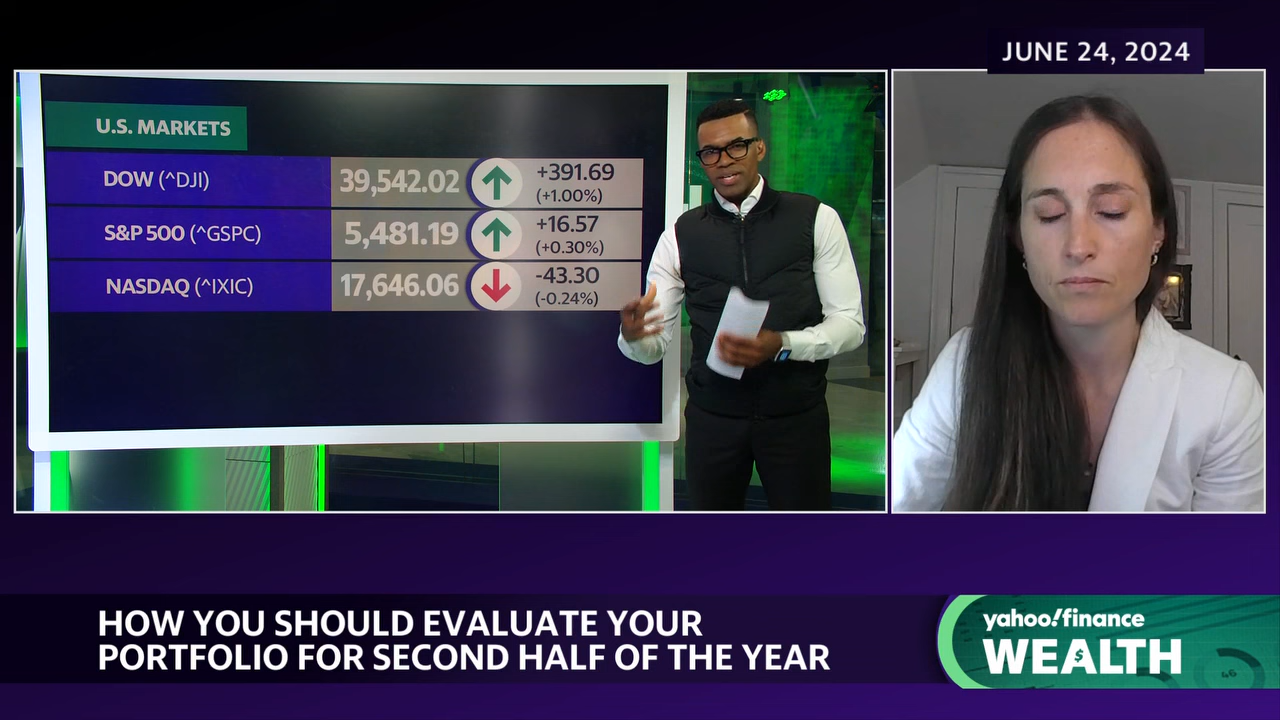 JUNE 24, 2024
U.S. MARKETS
DOW (^DJI) 39,542.02 +391.69 (+1.00%)
S&P 500 (^GSPC) 5,481.19 +16.57 (+0.30%)
NASDAQ (^IXIC) 17,646.06 -43.30 (-0.24%)
HOW YOU SHOULD EVALUATE YOUR
PORTFOLIO FOR SECOND HALF OF THE YEAR
yahoo!finance
WEALTH